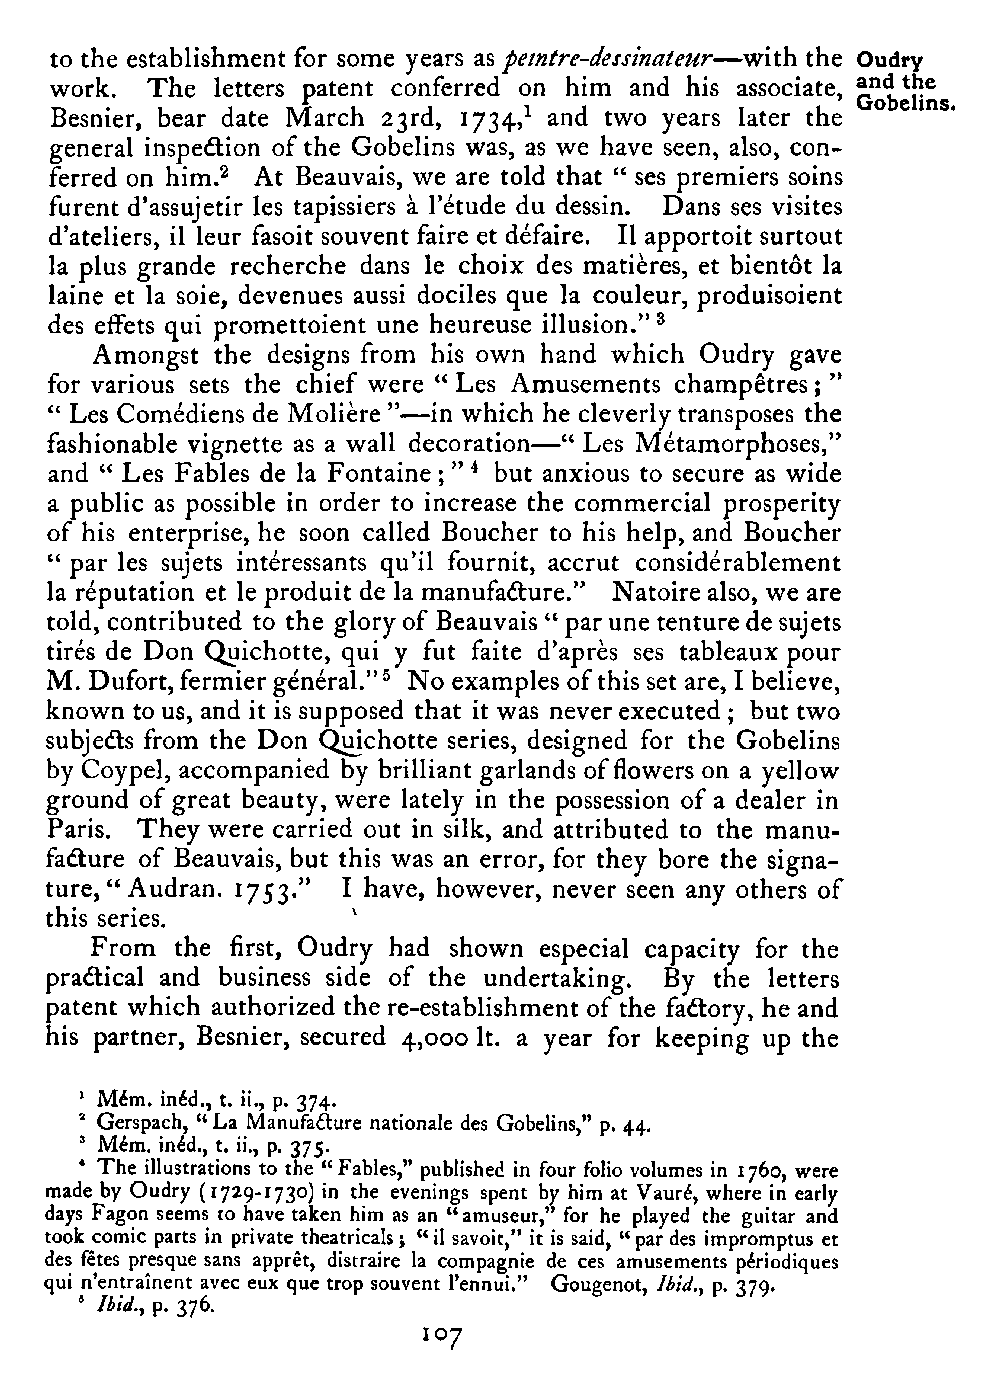 to the establishment for some years as peintre-dessinateur—with the
work. The letters patent conferred on him and his associate,
Besnier, bear date March 23rd, 1734,¹ and two years later the
general inspection of the Gobelins was, as we have seen, also, con-
ferred on him.² At Beauvais, we are told that “ ses premiers soins
furent d'assujetir les tapissiers à l'étude du dessin. Dans ses visites
d'ateliers, il leur fasoit souvent faire et défaire. Il apportoit surtout
la plus grande recherche dans le choix des matières, et bientôt la
laine et la soie, devenues aussi dociles que la couleur, produisoient
des effets qui promettoient une heureuse illusion.” ³
Oudry
and the
Gobelins.
Amongst the designs from his own hand which Oudry gave
for various sets the chief were “ Les Amusements champêtres ; ”
“ Les Comédiens de Molière ”—in which he cleverly transposes the
fashionable vignette as a wall decoration—“ Les Métamorphoses,”
and “ Les Fables de la Fontaine ; ” ⁴ but anxious to secure as wide
a public as possible in order to increase the commercial prosperity
of his enterprise, he soon called Boucher to his help, and Boucher
“ par les sujets intéressants qu'il fournit, accrut considérablement
la réputation et le produit de la manufacture.” Natoire also, we are
told, contributed to the glory of Beauvais “ par une tenture de sujets
tirés de Don Quichotte, qui y fut faite d'après ses tableaux pour
M. Dufort, fermier général.” ⁵ No examples of this set are, I believe,
known to us, and it is supposed that it was never executed ; but two
subjects from the Don Quichotte series, designed for the Gobelins
by Coypel, accompanied by brilliant garlands of flowers on a yellow
ground of great beauty, were lately in the possession of a dealer in
Paris. They were carried out in silk, and attributed to the manu-
facture of Beauvais, but this was an error, for they bore the signa-
ture, “ Audran. 1753.” I have, however, never seen any others of
this series.
From the first, Oudry had shown especial capacity for the
practical and business side of the undertaking. By the letters
patent which authorized the re-establishment of the factory, he and
his partner, Besnier, secured 4,000 lt. a year for keeping up the
¹ Mém. inéd., t. ii., p. 374.
² Gerspach, “ La Manufacture nationale des Gobelins,” p. 44.
³ Mém. inéd., t. ii., p. 375.
⁴ The illustrations to the “ Fables,” published in four folio volumes in 1760, were
made by Oudry (1729-1730) in the evenings spent by him at Vauré, where in early
days Fagon seems to have taken him as an “ amuseur,” for he played the guitar and
took comic parts in private theatricals ; “ il savoit,” it is said, “ par des impromptus et
des fêtes presque sans apprêt, distraire la compagnie de ces amusements périodiques
qui n'entraînent avec eux que trop souvent l'ennui.” Gougenot, Ibid., p. 379.
⁵ Ibid., p. 376.
107